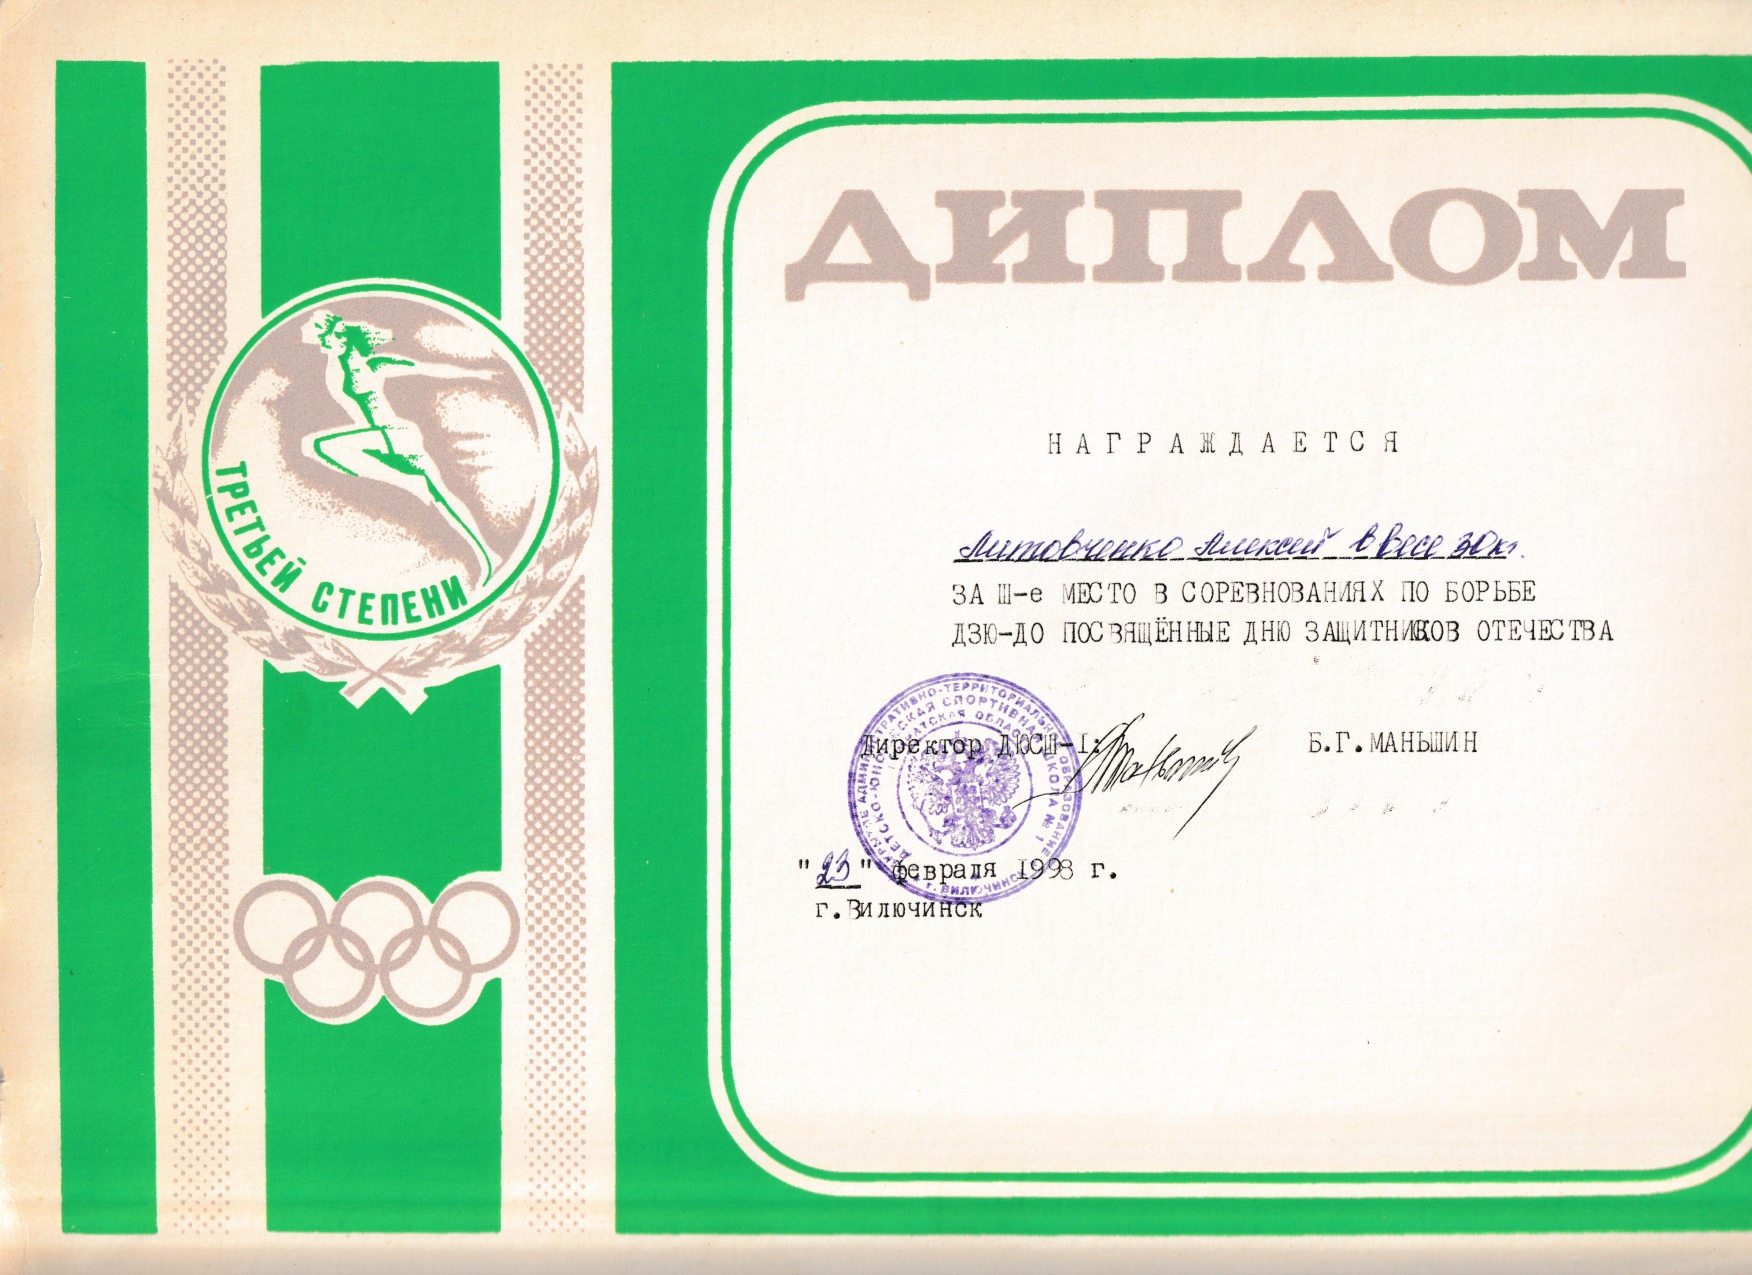 ДИПЛОМ
ТРЕТЬЕЙ СТЕПЕНИ
НАГРАЖДАЕТСЯ
Литовченко Алексей в весе 30кг.
ЗА Ш-е МЕСТО В СОРЕВНОВАНИЯХ ПО БОРЬБЕ
ДЗЮ-ДО ПОСВЯЩЁННЫЕ ДНЮ ЗАЩИТНИКОВ ОТЕЧЕСТВА
Директор ДЮСШ-I: Б.Г.МАНЬШИН
"23" февраля 1998 г.
г.Вилючинск
АДМИНИСТРАТИВНО-ТЕРРИТОРИАЛЬНОЕ ОБРАЗОВАНИЕ
ДЕТСКО-ЮНОШЕСКАЯ СПОРТИВНАЯ ШКОЛА № 1
КАМЧАТСКАЯ ОБЛАСТЬ
г. ВИЛЮЧИНСК